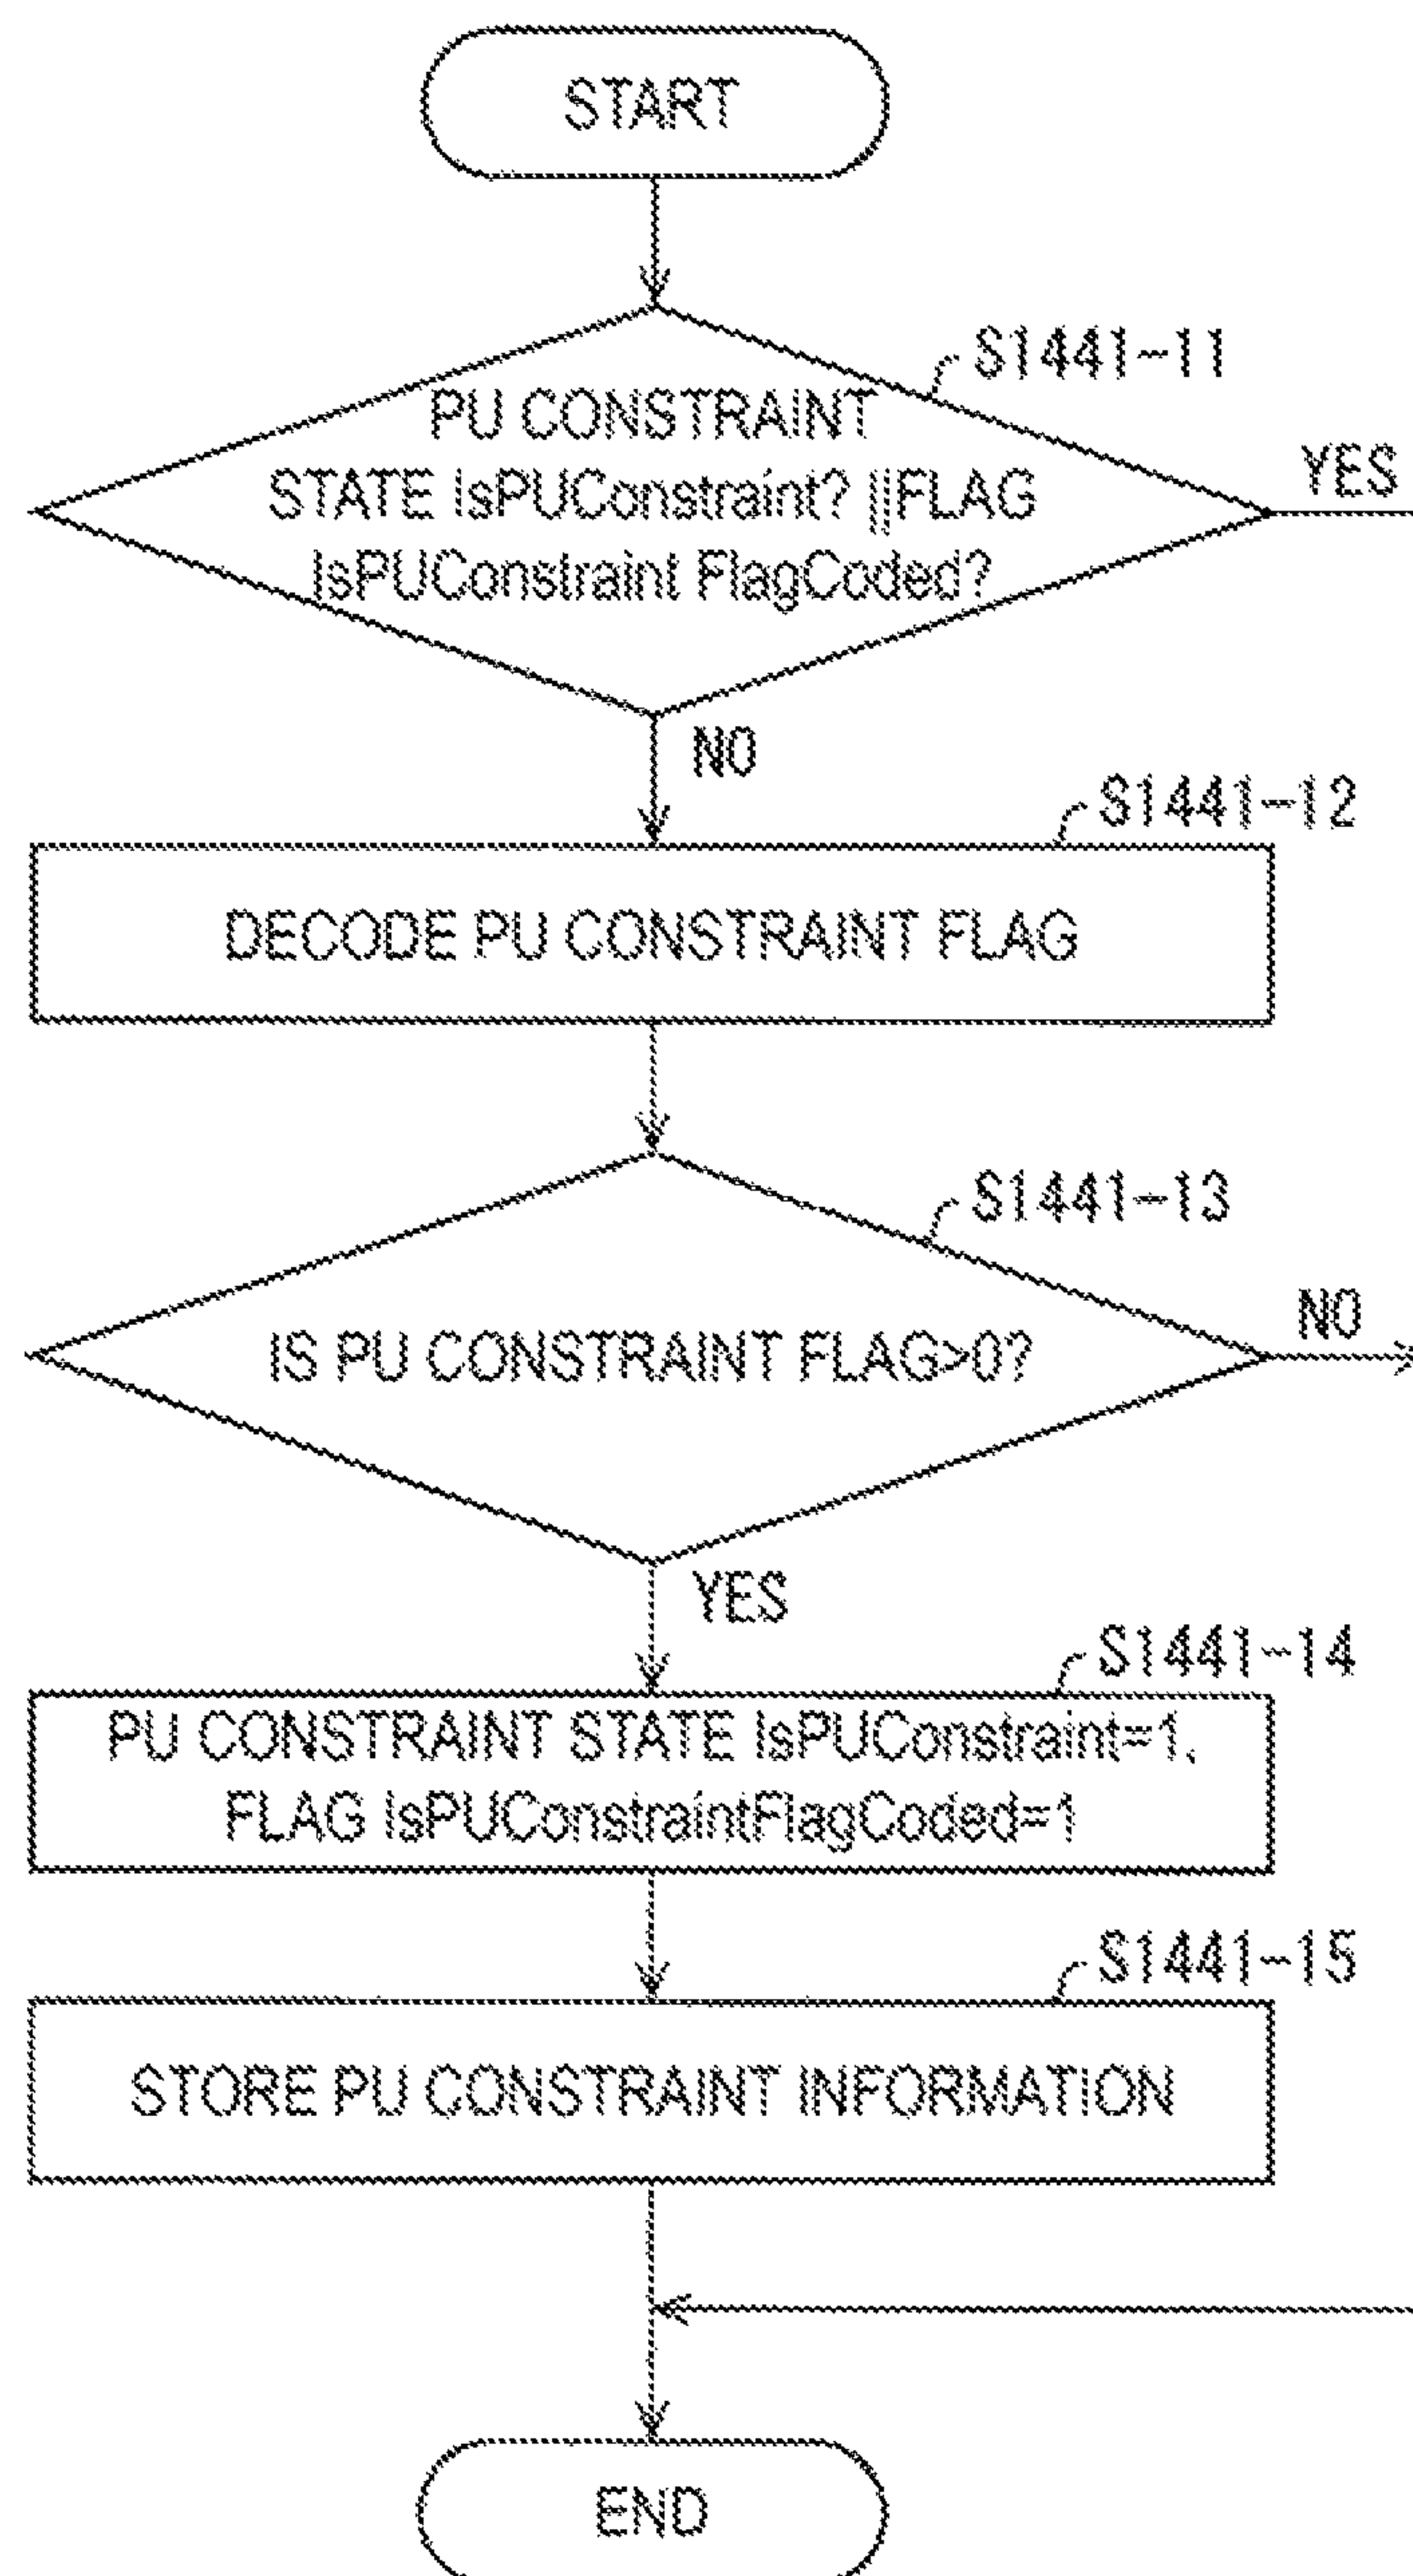 START
S1441-11
PU CONSTRAINT
STATE IsPUConstraint? ||FLAG
IsPUConstraint FlagCoded?
YES
NO
S1441-12
DECODE PU CONSTRAINT FLAG
S1441-13
IS PU CONSTRAINT FLAG>0?
NO
YES
S1441-14
PU CONSTRAINT STATE IsPUConstraint=1,
FLAG IsPUConstraintFlagCoded=1
S1441-15
STORE PU CONSTRAINT INFORMATION
END